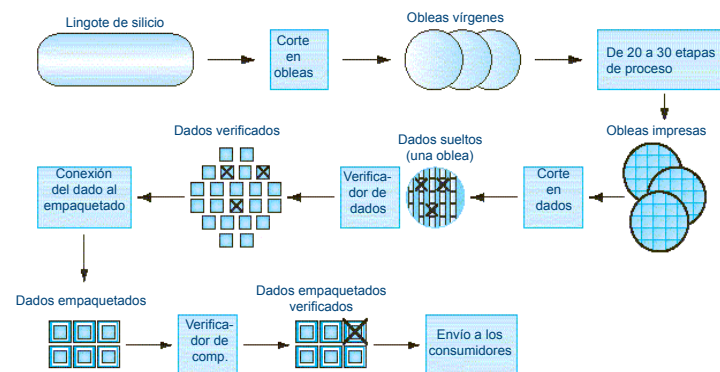 Lingote de silicio
Corte
en
obleas
Obleas vírgenes
De 20 a 30 etapas
de proceso
Obleas impresas
Corte
en
dados
Dados sueltos
(una oblea)
Verifica-
dor de
dados
Dados verificados
Conexión
del dado al
empaquetado
Dados empaquetados
Verifica-
dor de
comp.
Dados empaquetados
verificados
Envío a los
consumidores